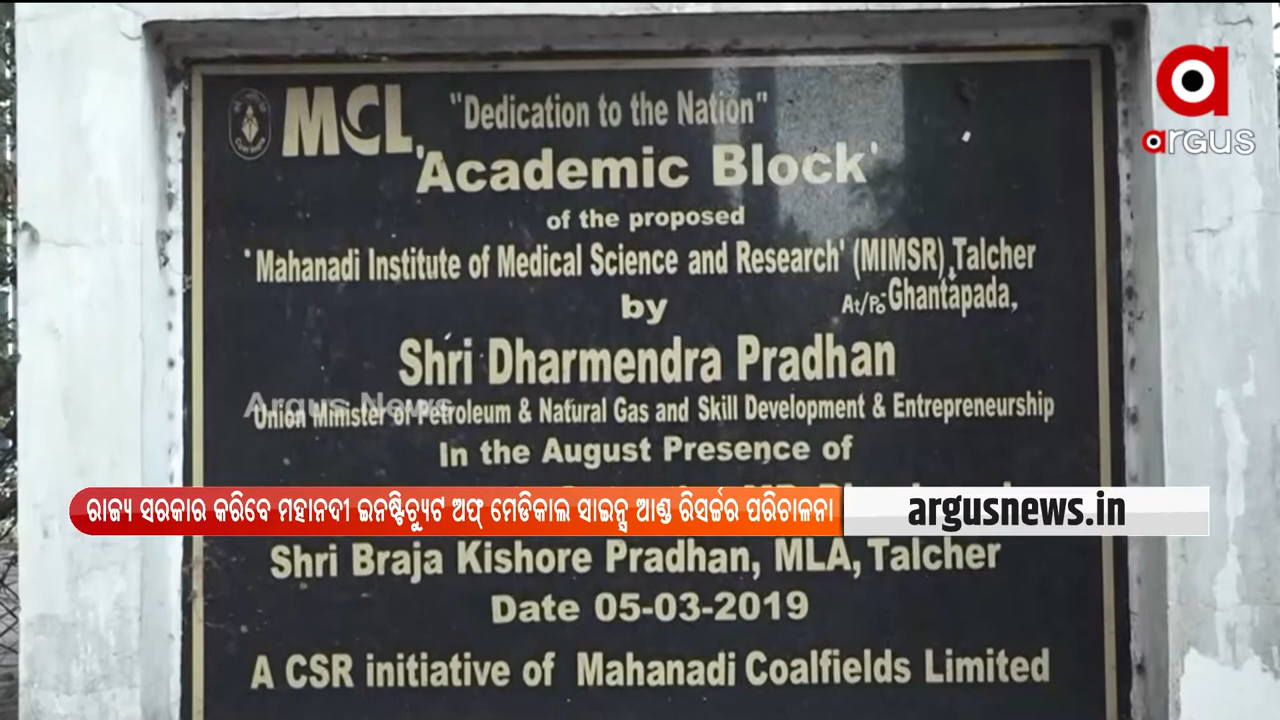 MCL
"Dedication to the Nation"
'Academic Block'
of the proposed
'Mahanadi Institute of Medical Science and Research' (MIMSR), Talcher
At/Po-Ghantapada,
by
Shri Dharmendra Pradhan
Union Minister of Petroleum & Natural Gas and Skill Development & Entrepreneurship
In the August Presence of
Shri Braja Kishore Pradhan, MLA, Talcher
Date 05-03-2019
A CSR initiative of Mahanadi Coalfields Limited
argus
Argus News
ରାଜ୍ୟ ସରକାର କରିବେ ମହାନଦୀ ଇନଷ୍ଟିଚ୍ୟୁଟ ଅଫ୍ ମେଡିକାଲ ସାଇନ୍ସ ଆଣ୍ଡ ରିସର୍ଚ୍ଚର ପରିଚାଳନା
argusnews.in